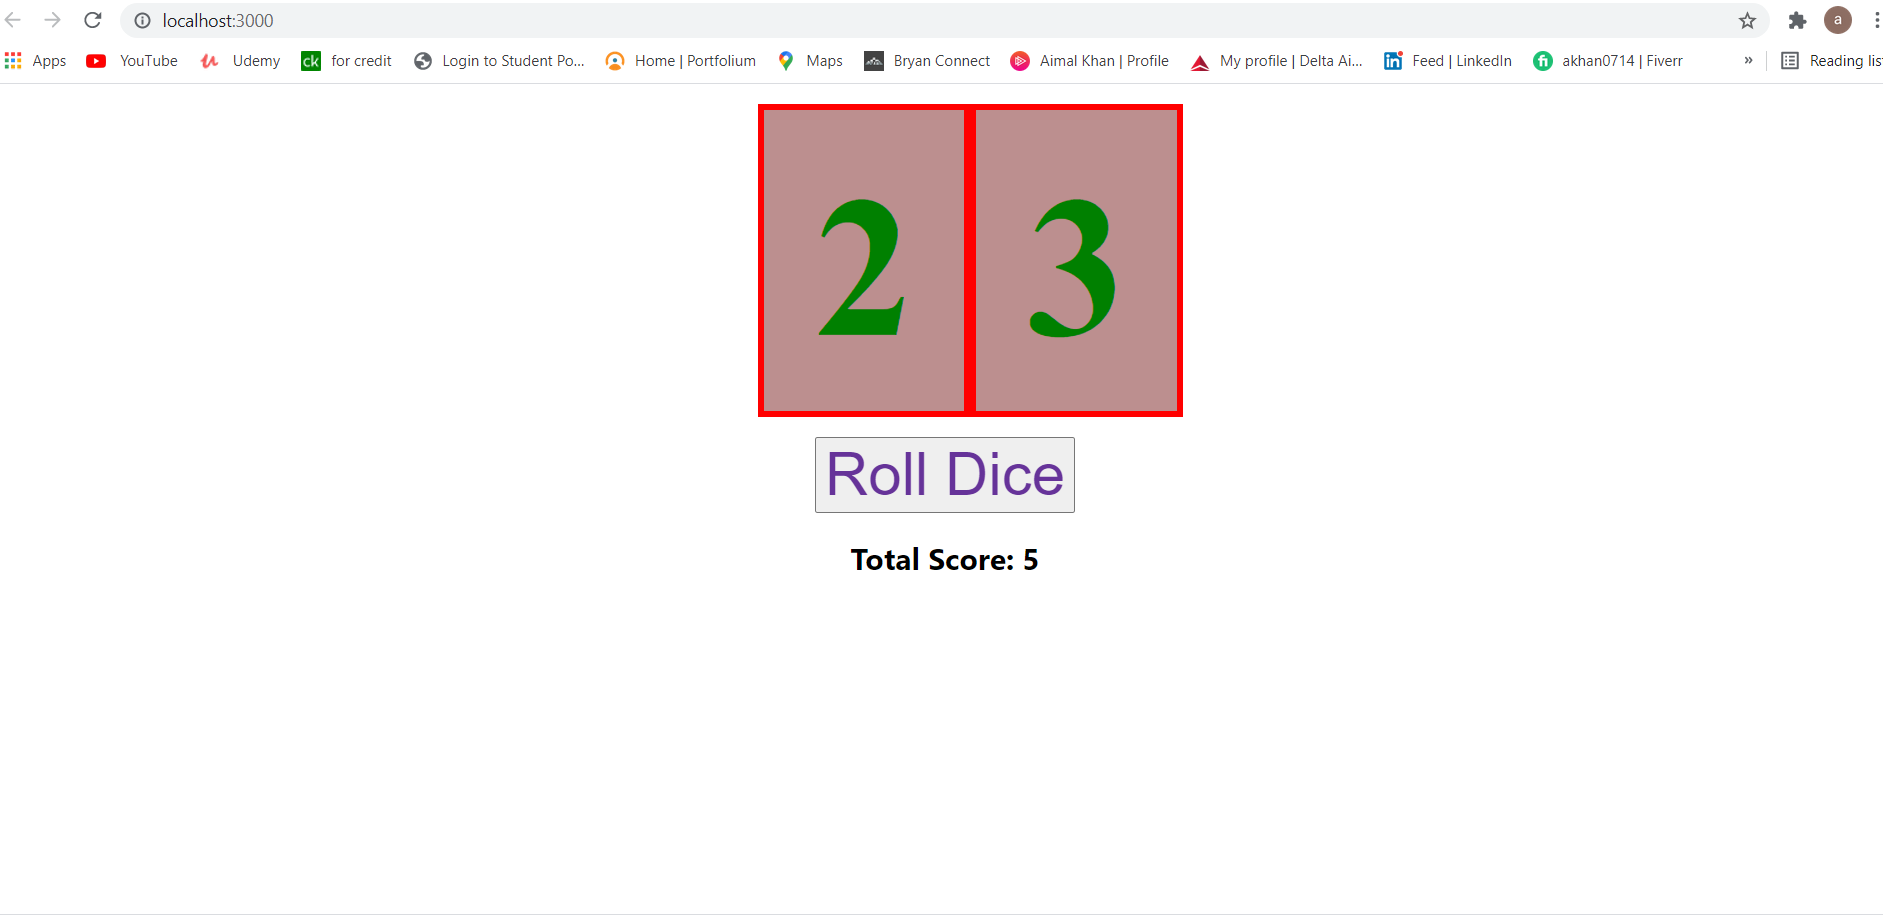 localhost:3000
a
Apps YouTube Udemy ck for credit Login to Student Po... Home | Portfolium Maps Bryan Connect Aimal Khan | Profile My profile | Delta Ai... Feed | LinkedIn fi akhan0714 | Fiverr » Reading lis
2 3
Roll Dice
Total Score: 5